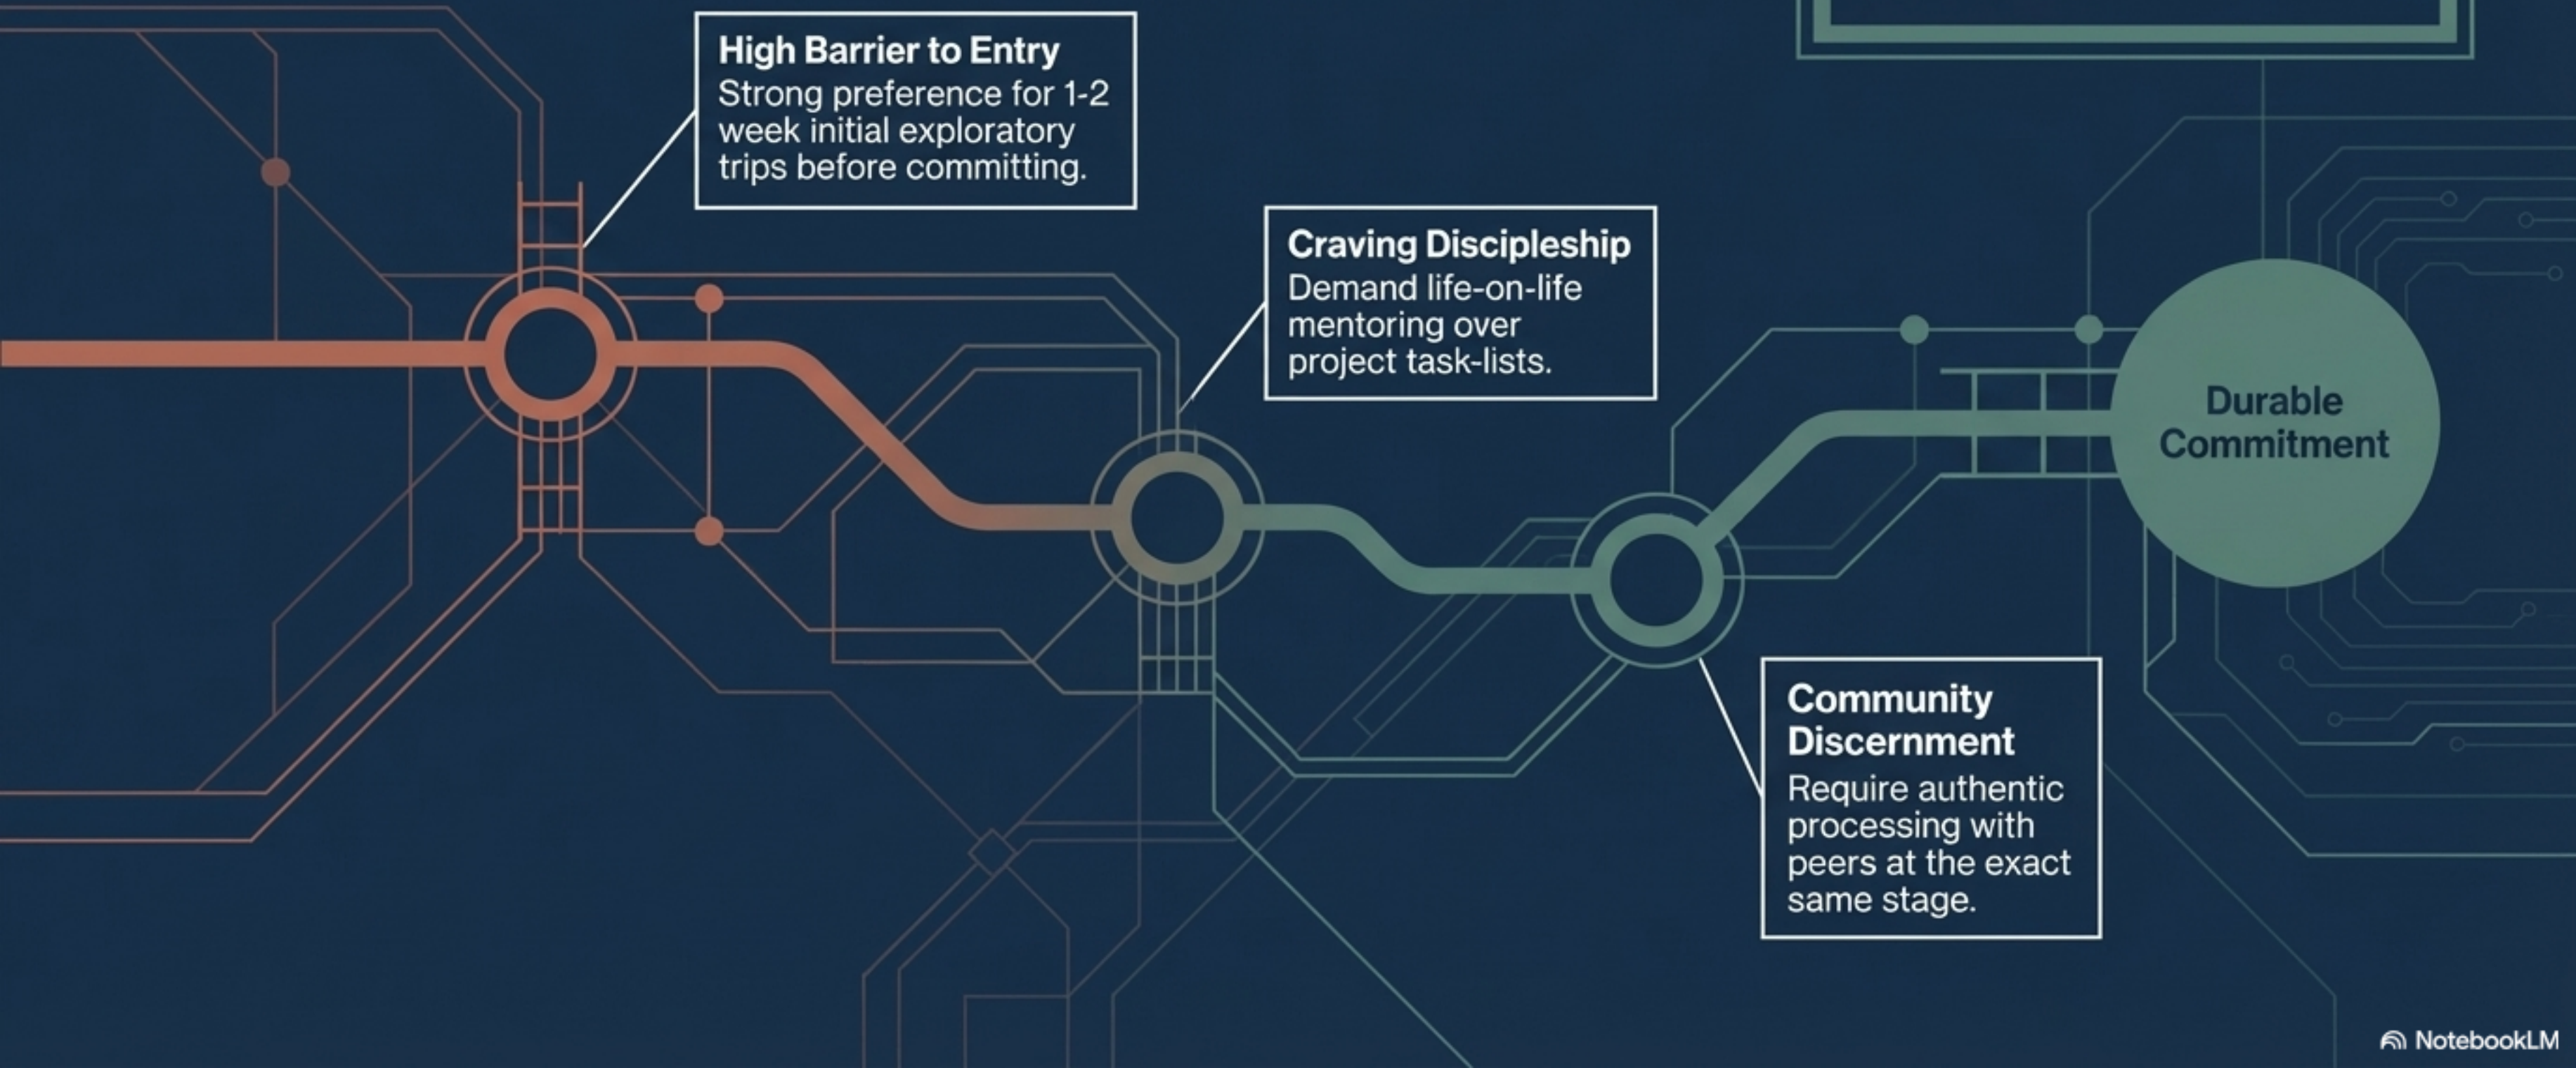 High Barrier to Entry
Strong preference for 1-2
week initial exploratory
trips before committing.
Craving Discipleship
Demand life-on-life
mentoring over
project task-lists.
Durable
Commitment
Community
Discernment
Require authentic
processing with
peers at the exact
same stage.
NotebookLM